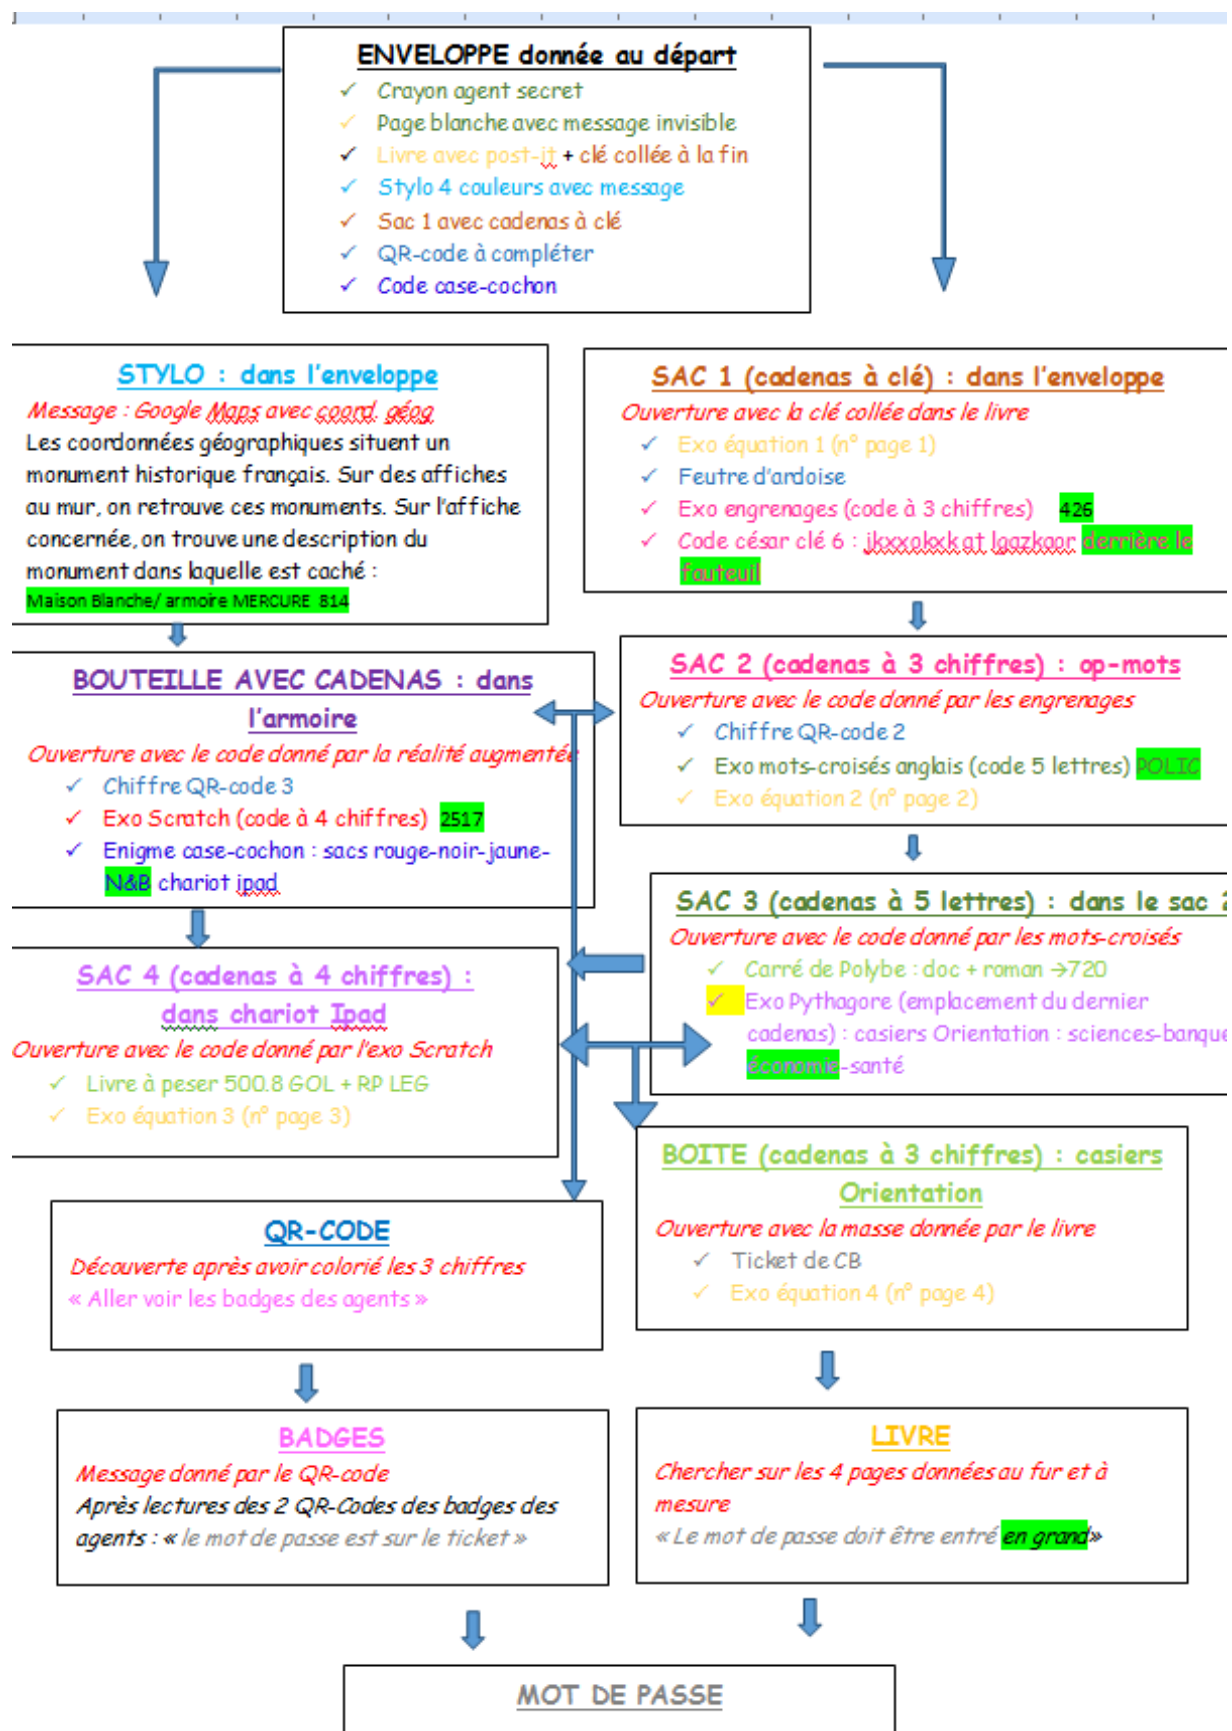 ENVELOPPE donnée au départ
Crayon agent secret
Page blanche avec message invisible
Livre avec post-it + clé collée à la fin
Stylo 4 couleurs avec message
Sac 1 avec cadenas à clé
QR-code à compléter
Code case-cochon
STYLO : dans l'enveloppe
Message : Google Maps avec coord. géog
Les coordonnées géographiques situent un
monument historique français. Sur des affiches
au mur, on retrouve ces monuments. Sur l'affiche
concernée, on trouve une description du
monument dans laquelle est caché :
Maison Blanche/ armoire MERCURE 814
SAC 1 (cadenas à clé) : dans l'enveloppe
Ouverture avec la clé collée dans le livre
Exo équation 1 (n° page 1)
Feutre d'ardoise
Exo engrenages (code à 3 chiffres) 426
Code césar clé 6 : jkxxokxk at lgazkaor derrière le
fauteuil
BOUTEILLE AVEC CADENAS : dans
l'armoire
Ouverture avec le code donné par la réalité augmentée
Chiffre QR-code 3
Exo Scratch (code à 4 chiffres) 2517
Enigme case-cochon : sacs rouge-noir-jaune-
N&B chariot ipad
SAC 2 (cadenas à 3 chiffres) : op-mots
Ouverture avec le code donné par les engrenages
Chiffre QR-code 2
Exo mots-croisés anglais (code 5 lettres) POLIC
Exo équation 2 (n° page 2)
SAC 3 (cadenas à 5 lettres) : dans le sac 2
Ouverture avec le code donné par les mots-croisés
Carré de Polybe : doc + roman →720
Exo Pythagore (emplacement du dernier
cadenas) : casiers Orientation : sciences-banque
économie-santé
SAC 4 (cadenas à 4 chiffres) :
dans chariot Ipad
Ouverture avec le code donné par l'exo Scratch
Livre à peser 500.8 GOL + RP LEG
Exo équation 3 (n° page 3)
BOITE (cadenas à 3 chiffres) : casiers
Orientation
Ouverture avec la masse donnée par le livre
Ticket de CB
Exo équation 4 (n° page 4)
QR-CODE
Découverte après avoir colorié les 3 chiffres
« Aller voir les badges des agents »
BADGES
Message donné par le QR-code
Après lectures des 2 QR-Codes des badges des
agents : « le mot de passe est sur le ticket »
LIVRE
Chercher sur les 4 pages données au fur et à
mesure
« Le mot de passe doit être entré en grand»
MOT DE PASSE